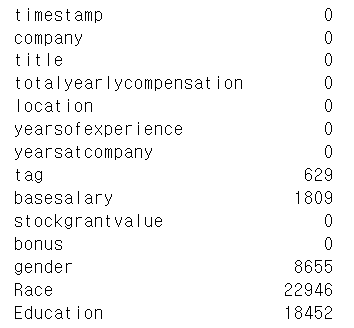 timestamp 0
company 0
title 0
totalyearlycompensation 0
location 0
yearsofexperience 0
yearsatcompany 0
tag 629
basesalary 1809
stockgrantvalue 0
bonus 0
gender 8655
Race 22946
Education 18452